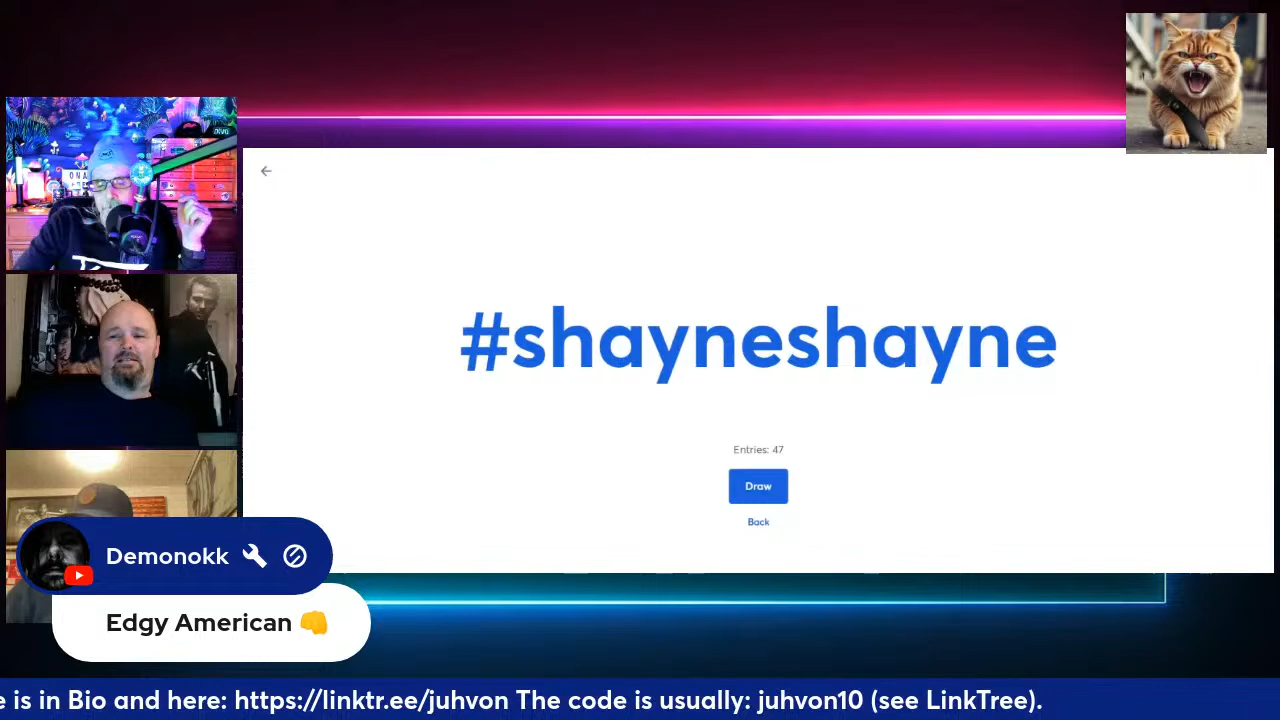 ONA
#shayneshayne
Entries: 47
Draw
Back
Demonokk
Edgy American 👊
e is in Bio and here: https://linktr.ee/juhvon The code is usually: juhvon10 (see LinkTree).